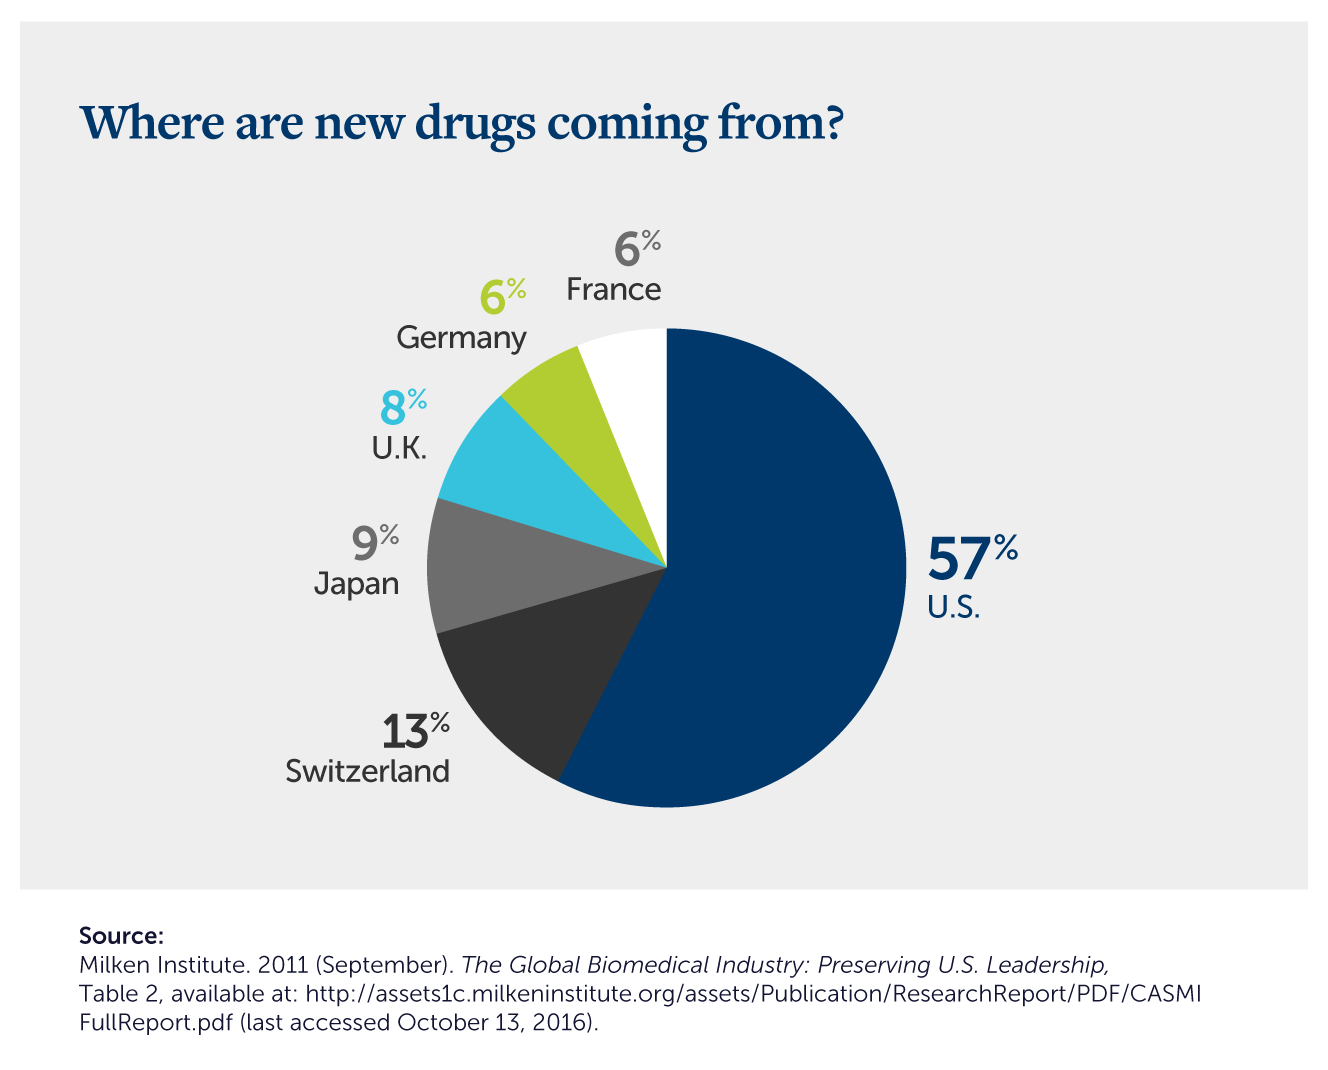 Where are new drugs coming from?
6%
France
6%
Germany
8%
U.K.
9%
Japan
57%
U.S.
13%
Switzerland
Source:
Milken Institute. 2011 (September). The Global Biomedical Industry: Preserving U.S. Leadership,
Table 2, available at: http://assets1c.milkeninstitute.org/assets/Publication/ResearchReport/PDF/CASMI
FullReport.pdf (last accessed October 13, 2016).